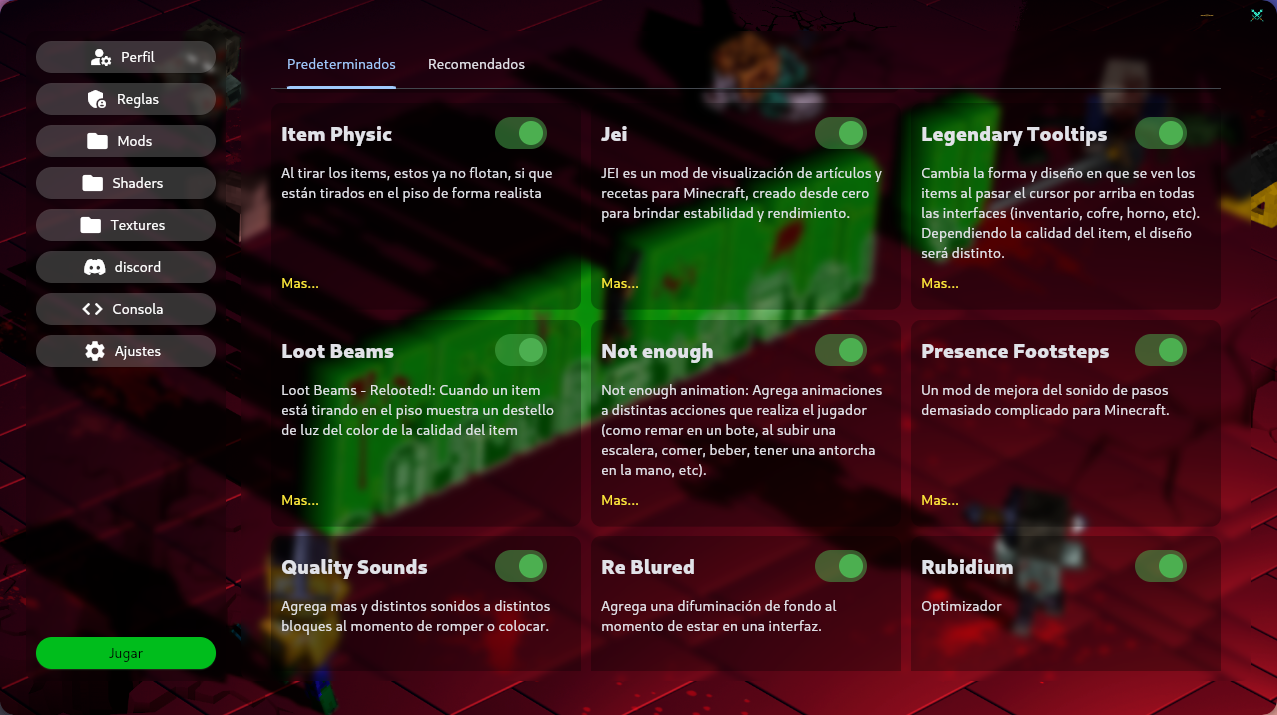 Perfil
Reglas
Mods
Shaders
Textures
discord
Consola
Ajustes
Jugar
Predeterminados
Recomendados
Item Physic
Al tirar los items, estos ya no flotan, si que
están tirados en el piso de forma realista
Mas...
Jei
JEI es un mod de visualización de artículos y
recetas para Minecraft, creado desde cero
para brindar estabilidad y rendimiento.
Mas...
Legendary Tooltips
Cambia la forma y diseño en que se ven los
items al pasar el cursor por arriba en todas
las interfaces (inventario, cofre, horno, etc).
Dependiendo la calidad del item, el diseño
será distinto.
Mas...
Loot Beams
Loot Beams - Relooted!: Cuando un item
está tirando en el piso muestra un destello
de luz del color de la calidad del item
Mas...
Not enough
Not enough animation: Agrega animaciones
a distintas acciones que realiza el jugador
(como remar en un bote, al subir una
escalera, comer, beber, tener una antorcha
en la mano, etc).
Mas...
Presence Footsteps
Un mod de mejora del sonido de pasos
demasiado complicado para Minecraft.
Mas...
Quality Sounds
Agrega mas y distintos sonidos a distintos
bloques al momento de romper o colocar.
Re Blured
Agrega una difuminación de fondo al
momento de estar en una interfaz.
Rubidium
Optimizador